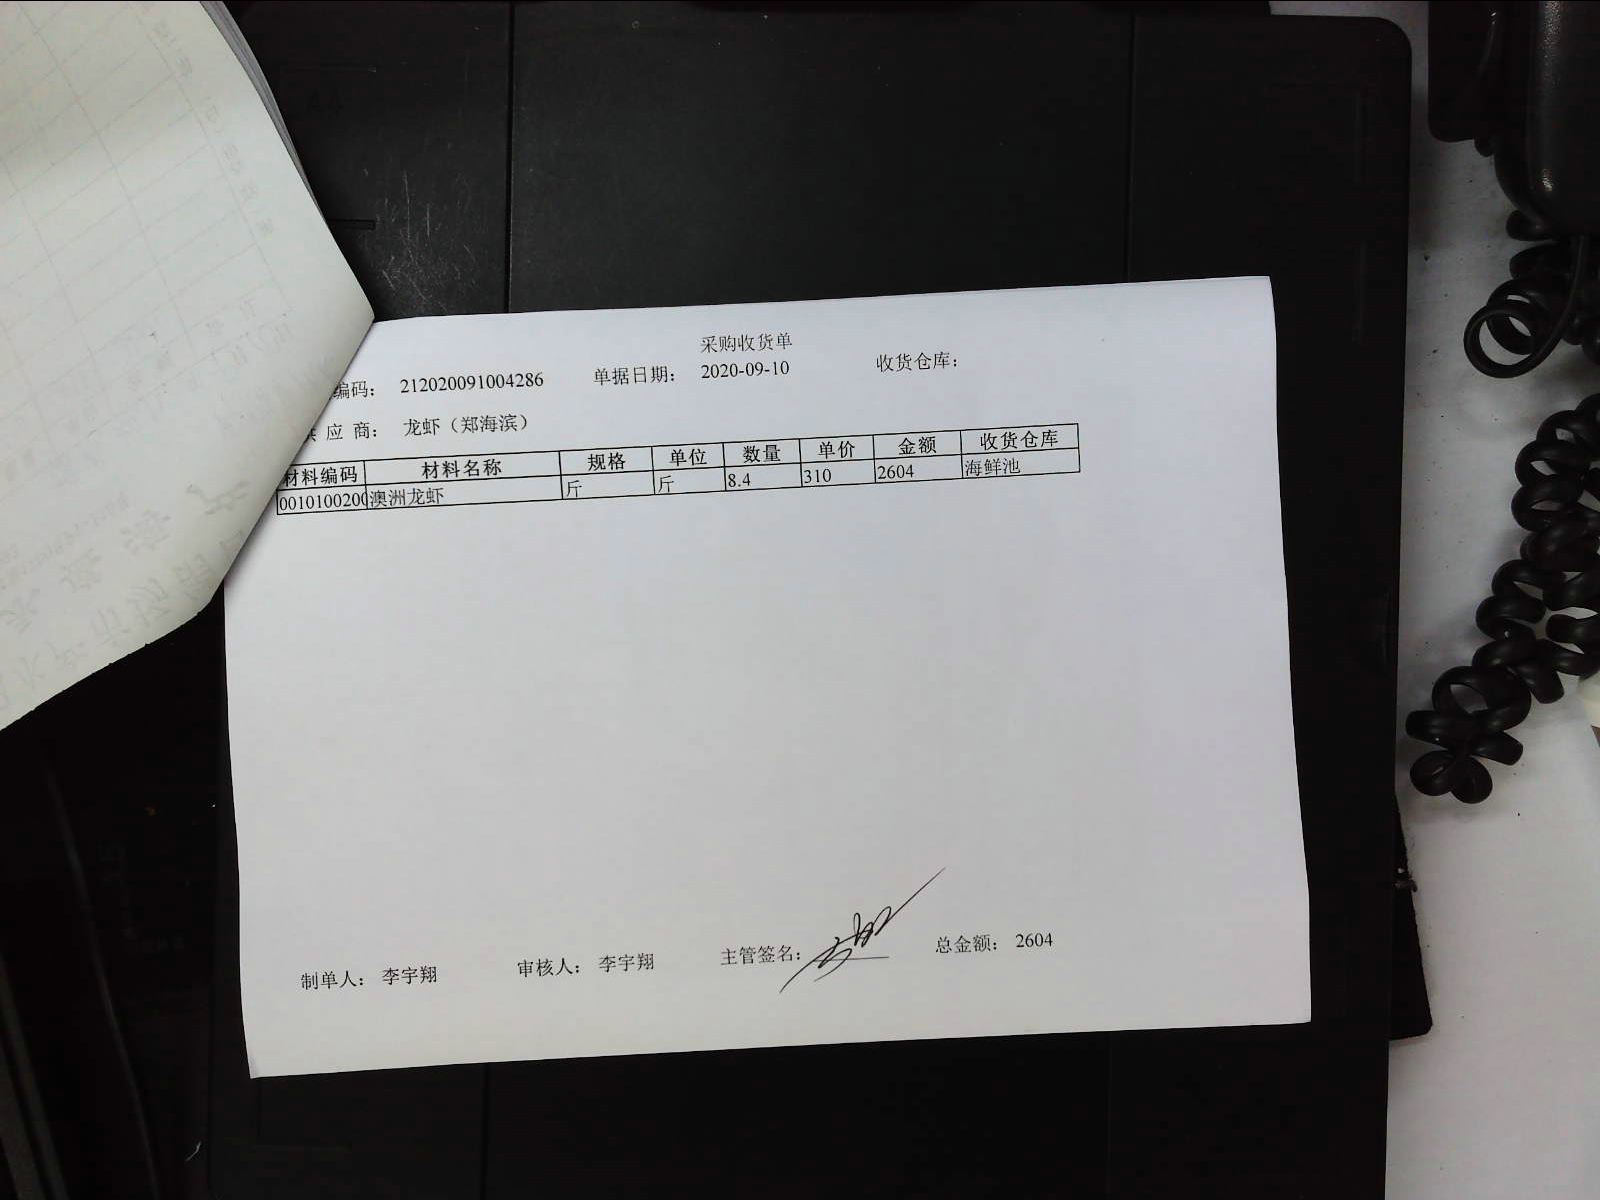 采购收货单
编码： 212020091004286 单据日期： 2020-09-10 收货仓库：
应 商： 龙虾（郑海滨）
材料编码 材料名称 规格 单位 数量 单价 金额 收货仓库
0010100200 澳洲龙虾 斤 斤 8.4 310 2604 海鲜池
制单人： 李宇翔 审核人： 李宇翔 主管签名： 总金额： 2604